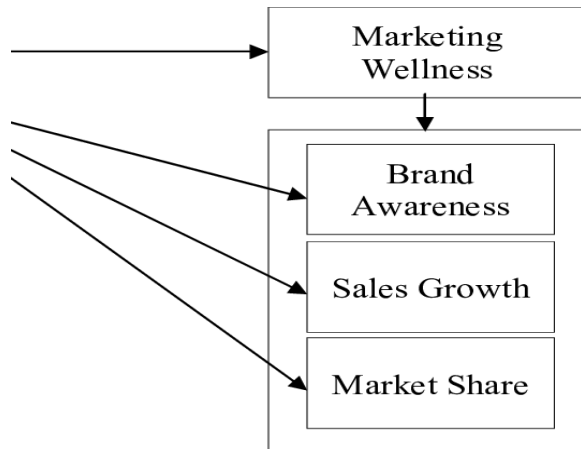 Marketing
Wellness
Brand
Awareness
Sales Growth
Market Share